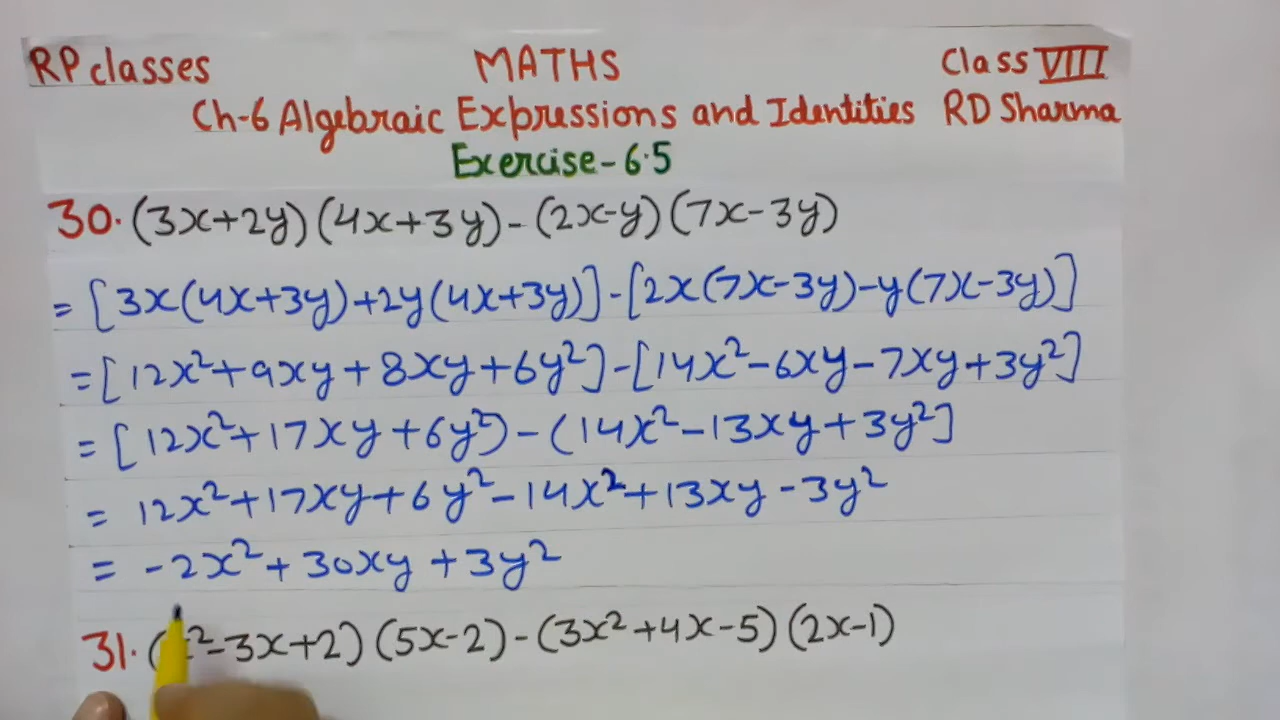 RP classes MATHS Class VIII
Ch-6 Algebraic Expressions and Identities RD Sharma
Exercise-6.5
30. (3x+2y)(4x+3y)-(2x-y)(7x-3y)
= [3x(4x+3y)+2y(4x+3y)]-[2x(7x-3y)-y(7x-3y)]
= [12x²+9xy+8xy+6y²]-[14x²-6xy-7xy+3y²]
= [12x²+17xy+6y²)-(14x²-13xy+3y²]
= 12x²+17xy+6y²-14x²+13xy-3y²
= -2x²+30xy+3y²
31. ( ²-3x+2)(5x-2)-(3x²+4x-5)(2x-1)